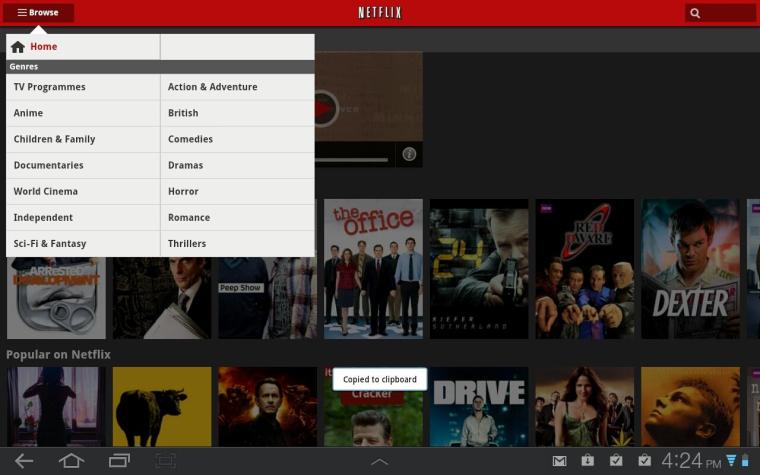 Browse
NETFLIX
Home
Genres
TV Programmes
Action & Adventure
Anime
British
Children & Family
Comedies
Documentaries
Dramas
World Cinema
Horror
Independent
Romance
Sci-Fi & Fantasy
Thrillers
ARRESTED
DEVELOPMENT
Peep Show
the office
24
KIEFER
SUTHERLAND
RED
DWARF
DEXTER
Popular on Netflix
Copied to clipboard
Cracker
DRIVE
4:24 PM